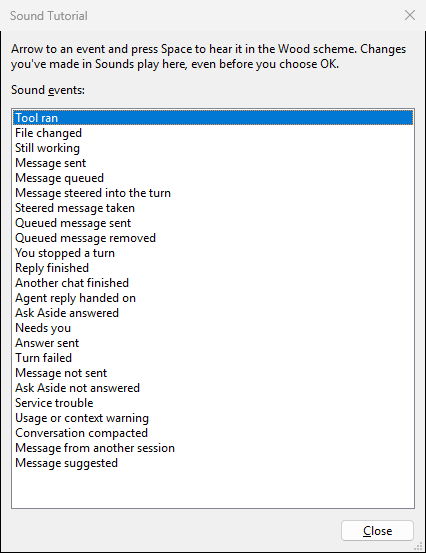 Sound Tutorial
Arrow to an event and press Space to hear it in the Wood scheme. Changes
you've made in Sounds play here, even before you choose OK.
Sound events:
Tool ran
File changed
Still working
Message sent
Message queued
Message steered into the turn
Steered message taken
Queued message sent
Queued message removed
You stopped a turn
Reply finished
Another chat finished
Agent reply handed on
Ask Aside answered
Needs you
Answer sent
Turn failed
Message not sent
Ask Aside not answered
Service trouble
Usage or context warning
Conversation compacted
Message from another session
Message suggested
Close